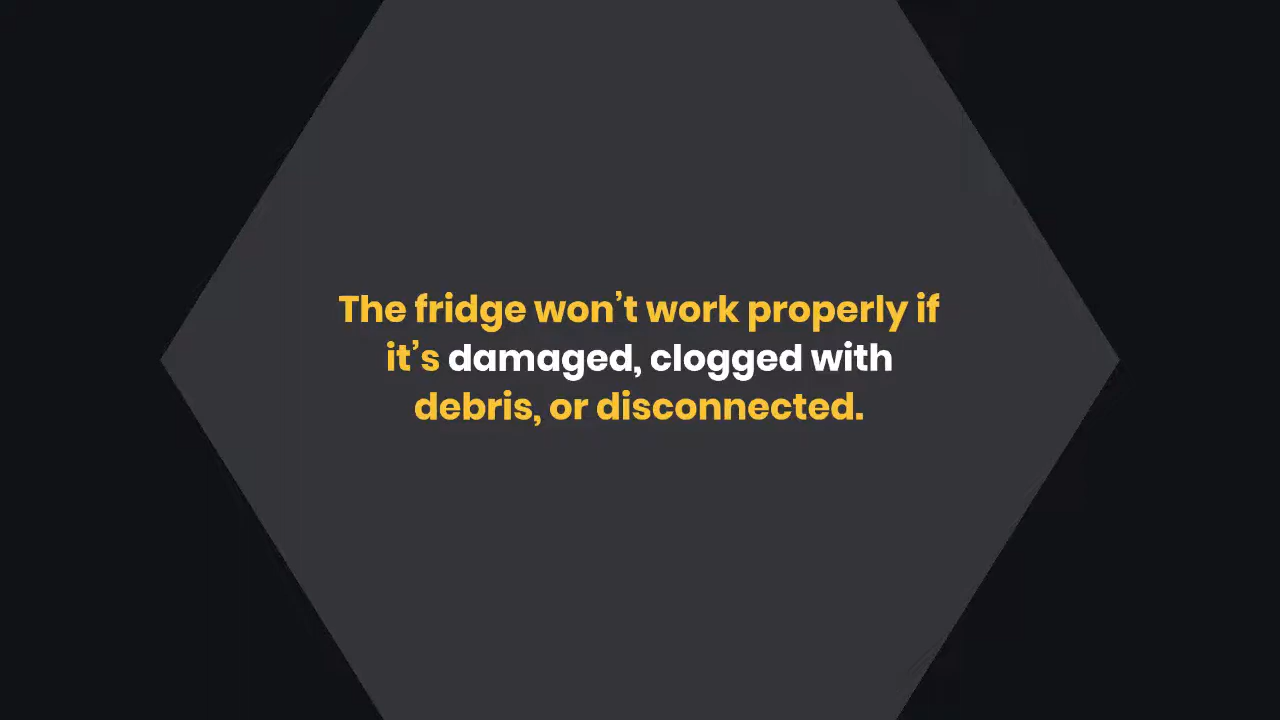 The fridge won’t work properly if
it’s damaged, clogged with
debris, or disconnected.